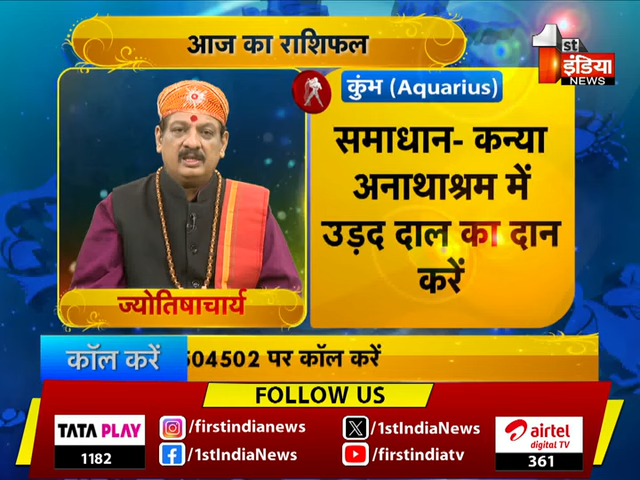 आज का राशिफल
1st
इंडिया
NEWS
कुंभ (Aquarius)
समाधान- कन्या
अनाथाश्रम में
उड़द दाल का दान
करें
ज्योतिषाचार्य
कॉल करें
504502 पर कॉल करें
FOLLOW US
TATA PLAY
1182
/firstindianews
/1stIndiaNews
/1stIndiaNews
/firstindiatv
airtel
digital TV
361